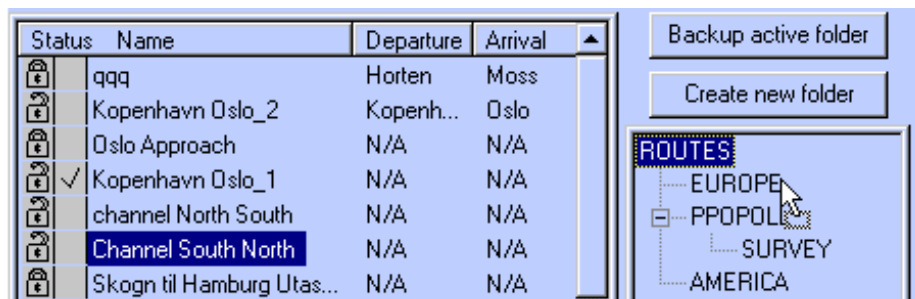 Status Name Departure Arrival
qqq Horten Moss
Kopenhavn Oslo_2 Kopenh... Oslo
Oslo Approach N/A N/A
Kopenhavn Oslo_1 N/A N/A
channel North South N/A N/A
Channel South North N/A N/A
Skogn til Hamburg Utas... N/A N/A
Backup active folder
Create new folder
ROUTES
EUROPE
SURVEY
AMERICA